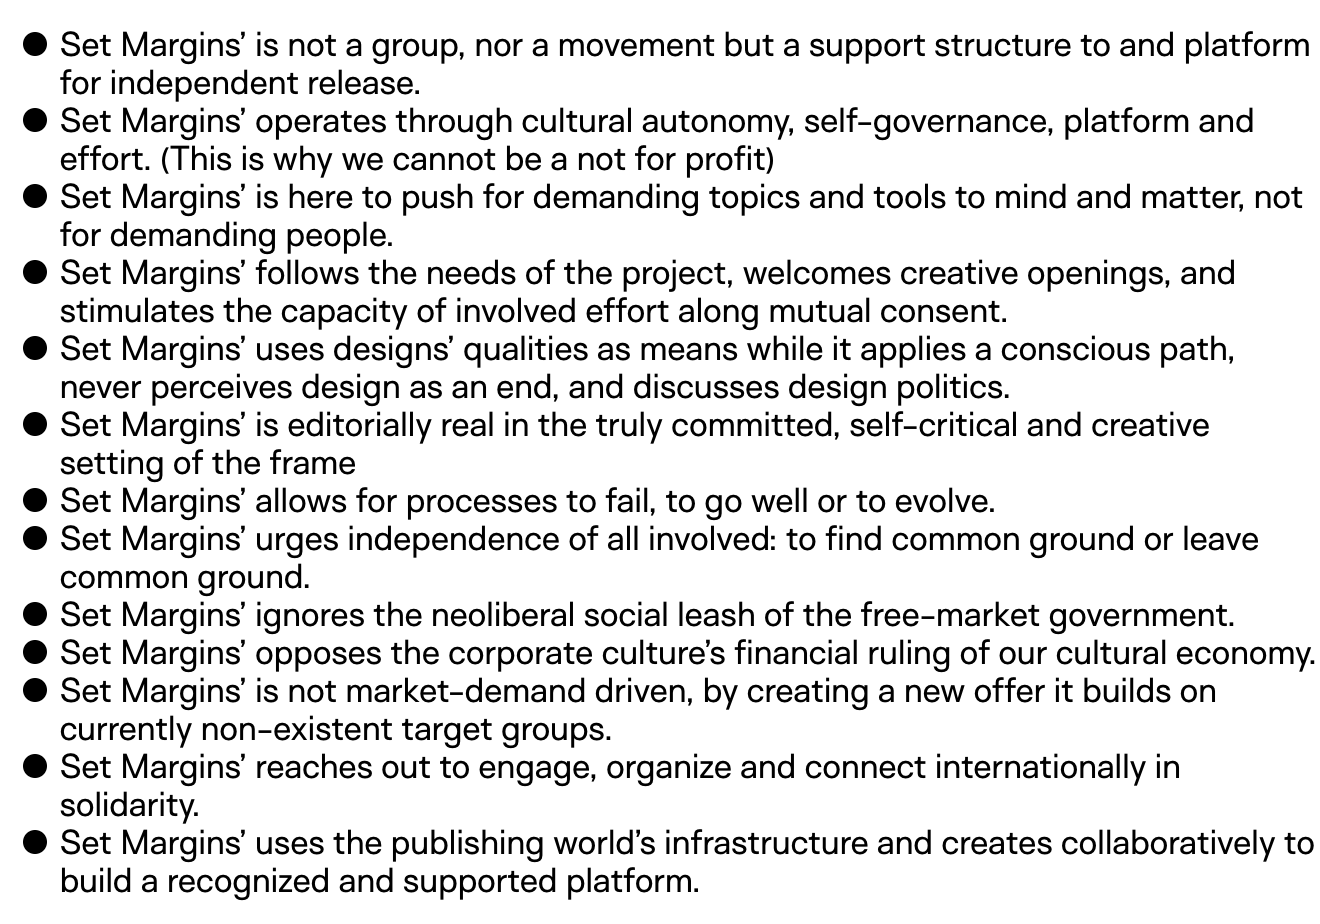 ● Set Margins’ is not a group, nor a movement but a support structure to and platform
for independent release.
● Set Margins’ operates through cultural autonomy, self-governance, platform and
effort. (This is why we cannot be a not for profit)
● Set Margins’ is here to push for demanding topics and tools to mind and matter, not
for demanding people.
● Set Margins’ follows the needs of the project, welcomes creative openings, and
stimulates the capacity of involved effort along mutual consent.
● Set Margins’ uses designs’ qualities as means while it applies a conscious path,
never perceives design as an end, and discusses design politics.
● Set Margins’ is editorially real in the truly committed, self-critical and creative
setting of the frame
● Set Margins’ allows for processes to fail, to go well or to evolve.
● Set Margins’ urges independence of all involved: to find common ground or leave
common ground.
● Set Margins’ ignores the neoliberal social leash of the free-market government.
● Set Margins’ opposes the corporate culture’s financial ruling of our cultural economy.
● Set Margins’ is not market-demand driven, by creating a new offer it builds on
currently non-existent target groups.
● Set Margins’ reaches out to engage, organize and connect internationally in
solidarity.
● Set Margins’ uses the publishing world’s infrastructure and creates collaboratively to
build a recognized and supported platform.